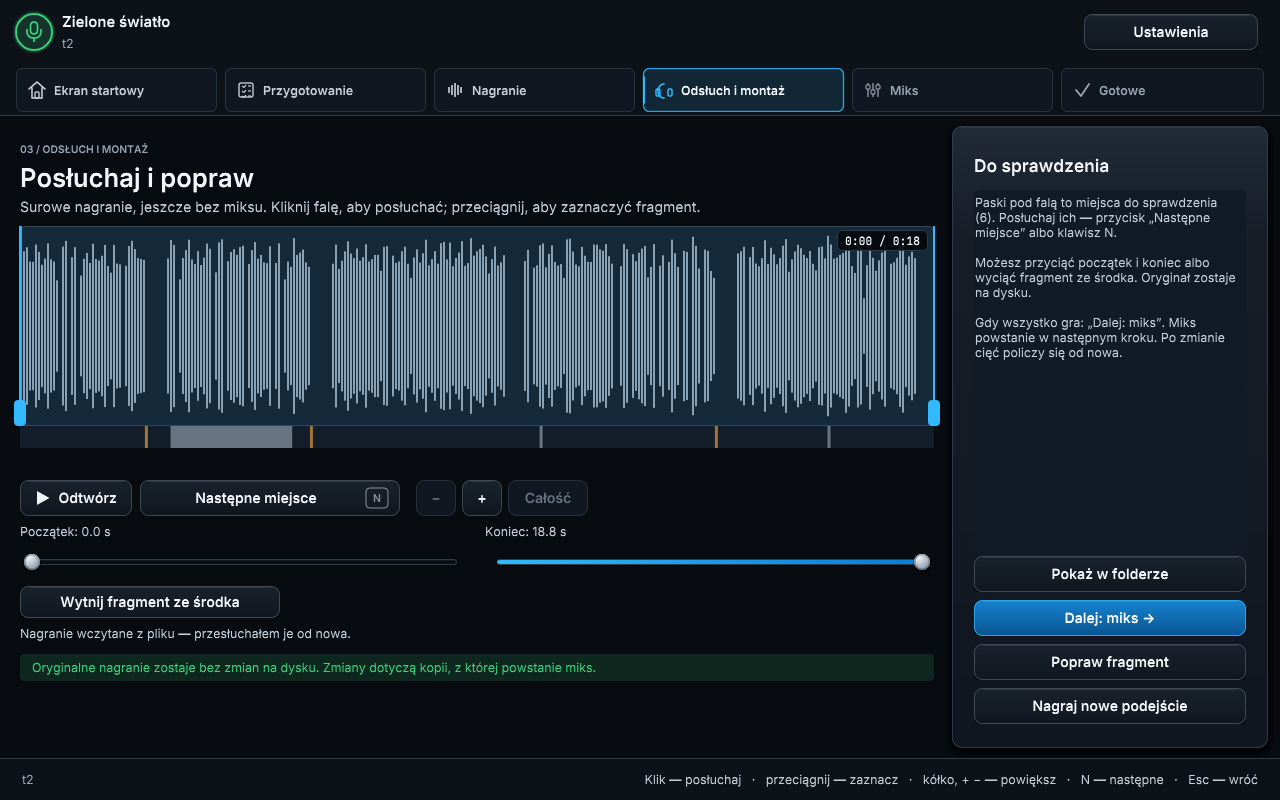 Zielone światło
t2
Ustawienia
Ekran startowy
Przygotowanie
Nagranie
Odsłuch i montaż
Miks
Gotowe
03 / ODSŁUCH I MONTAŻ
Posłuchaj i popraw
Surowe nagranie, jeszcze bez miksu. Kliknij falę, aby posłuchać; przeciągnij, aby zaznaczyć fragment.
0:00 / 0:18
Odtwórz
Następne miejsce
N
−
+
Całość
Początek: 0.0 s
Koniec: 18.8 s
Wytnij fragment ze środka
Nagranie wczytane z pliku — przesłuchałem je od nowa.
Oryginalne nagranie zostaje bez zmian na dysku. Zmiany dotyczą kopii, z której powstanie miks.
Do sprawdzenia
Paski pod falą to miejsca do sprawdzenia
(6). Posłuchaj ich — przycisk „Następne
miejsce” albo klawisz N.
Możesz przyciąć początek i koniec albo
wyciąć fragment ze środka. Oryginał zostaje
na dysku.
Gdy wszystko gra: „Dalej: miks”. Miks
powstanie w następnym kroku. Po zmianie
cięć policzy się od nowa.
Pokaż w folderze
Dalej: miks →
Popraw fragment
Nagraj nowe podejście
t2
Klik — posłuchaj · przeciągnij — zaznacz · kółko, + − — powiększ · N — następne · Esc — wróć